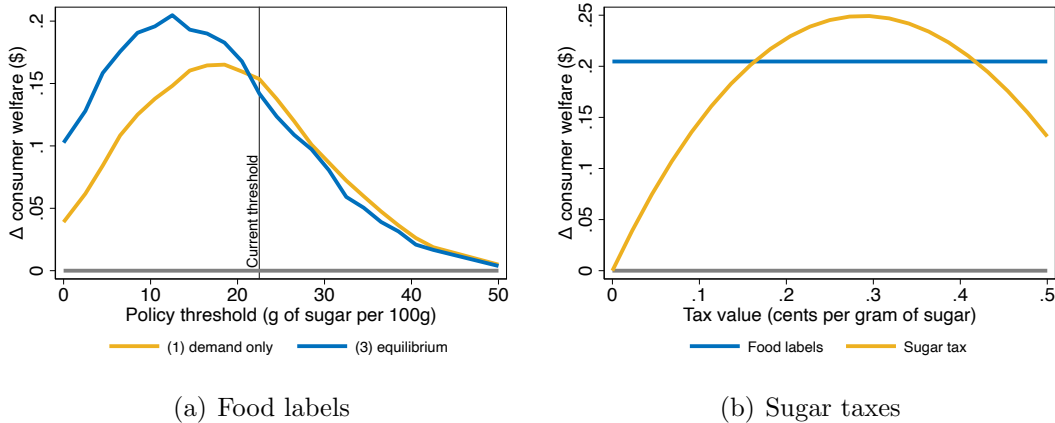 Δ consumer welfare ($)
.2
.15
.1
.05
0
Current threshold
0 10 20 30 40 50
Policy threshold (g of sugar per 100g)
(1) demand only (3) equilibrium
(a) Food labels
Δ consumer welfare ($)
.25
.2
.15
.1
.05
0
0 .1 .2 .3 .4 .5
Tax value (cents per gram of sugar)
Food labels Sugar tax
(b) Sugar taxes